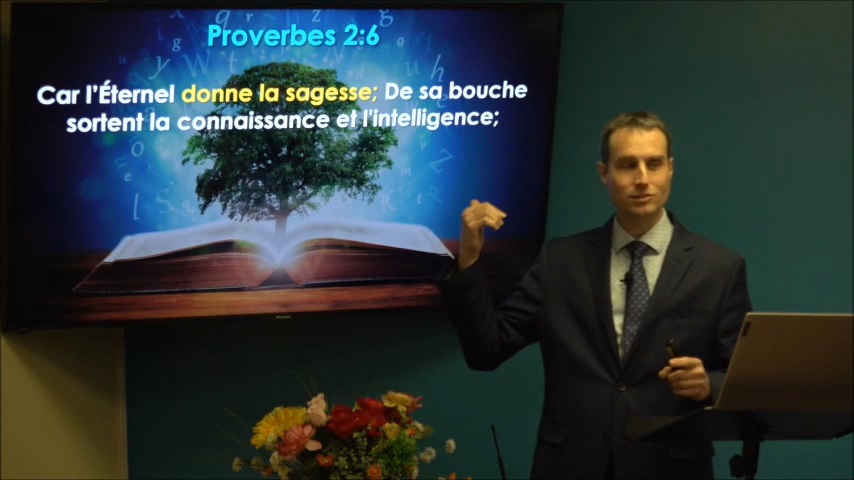 Proverbes 2:6
Car l’Éternel donne la sagesse; De sa bouche
sortent la connaissance et l'intelligence;